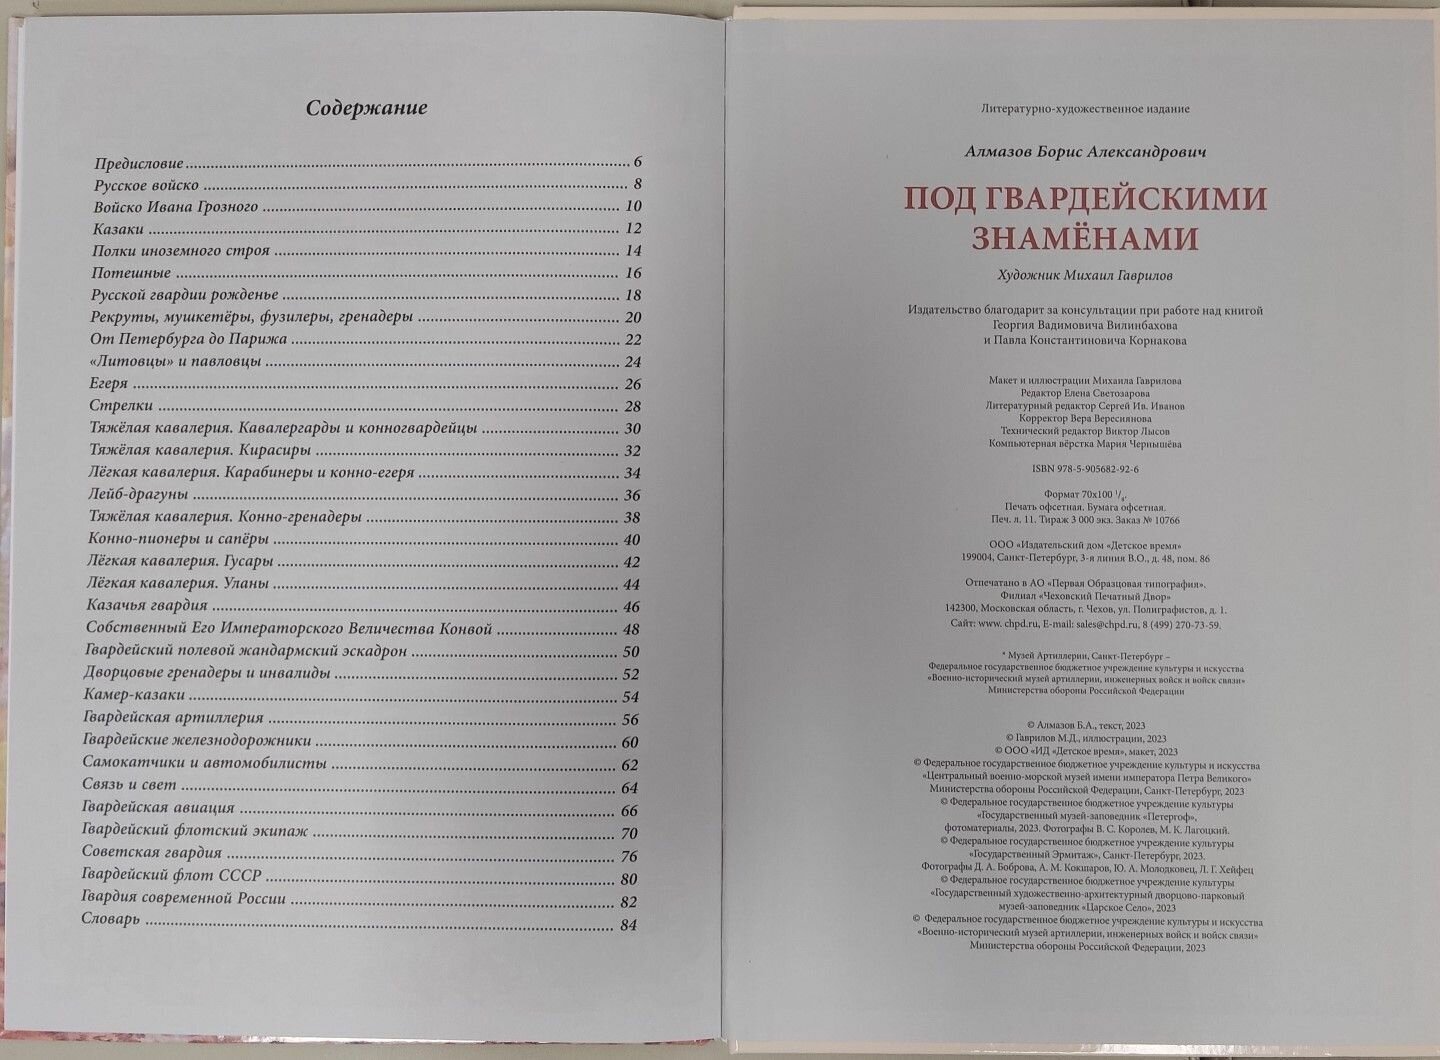 Содержание
Предисловие 6
Русское войско 8
Войско Ивана Грозного 10
Казаки 12
Полки иноземного строя 14
Потешные 16
Русской гвардии рожденье 18
Рекруты, мушкетёры, фузилеры, гренадеры 20
От Петербурга до Парижа 22
«Литовцы» и павловцы 24
Егеря 26
Стрелки 28
Тяжёлая кавалерия. Кавалергарды и конногвардейцы 30
Тяжёлая кавалерия. Кирасиры 32
Лёгкая кавалерия. Карабинеры и конно-егеря 34
Лейб-драгуны 36
Тяжёлая кавалерия. Конно-гренадеры 38
Конно-пионеры и сапёры 40
Лёгкая кавалерия. Гусары 42
Лёгкая кавалерия. Уланы 44
Казачья гвардия 46
Собственный Его Императорского Величества Конвой 48
Гвардейский полевой жандармский эскадрон 50
Дворцовые гренадеры и инвалиды 52
Камер-казаки 54
Гвардейская артиллерия 56
Гвардейские железнодорожники 60
Самокатчики и автомобилисты 62
Связь и свет 64
Гвардейская авиация 66
Гвардейский флотский экипаж 70
Советская гвардия 76
Гвардейский флот СССР 80
Гвардия современной России 82
Словарь 84
Литературно-художественное издание
Алмазов Борис Александрович
ПОД ГВАРДЕЙСКИМИ
ЗНАМЁНАМИ
Художник Михаил Гаврилов
Издательство благодарит за консультации при работе над книгой
Георгия Вадимовича Вилинбахова
и Павла Константиновича Корнакова
Макет и иллюстрации Михаила Гаврилова
Редактор Елена Светозарова
Литературный редактор Сергей Ив. Иванов
Корректор Вера Вересиянова
Технический редактор Виктор Лысов
Компьютерная вёрстка Мария Чернышёва
ISBN 978-5-905682-92-6
Формат 70х100 1/4.
Печать офсетная. Бумага офсетная.
Печ. л. 11. Тираж 3 000 экз. Заказ № 10766
ООО «Издательский дом «Детское время»
199004, Санкт-Петербург, 3-я линия В.О., д. 48, пом. 86
Отпечатано в АО «Первая Образцовая типография».
Филиал «Чеховский Печатный Двор»
142300, Московская область, г. Чехов, ул. Полиграфистов, д. 1.
Сайт: www. chpd.ru, E-mail: sales@chpd.ru, 8 (499) 270-73-59.
* Музей Артиллерии, Санкт-Петербург –
Федеральное государственное бюджетное учреждение культуры и искусства
«Военно-исторический музей артиллерии, инженерных войск и войск связи»
Министерства обороны Российской Федерации
© Алмазов Б.А., текст, 2023
© Гаврилов М.Д., иллюстрации, 2023
© ООО «ИД «Детское время», макет, 2023
© Федеральное государственное бюджетное учреждение культуры и искусства
«Центральный военно-морской музей имени императора Петра Великого»
Министерства обороны Российской Федерации, Санкт-Петербург, 2023
© Федеральное государственное бюджетное учреждение культуры
«Государственный музей-заповедник «Петергоф»,
фотоматериалы, 2023. Фотографы В. С. Королев, М. К. Лагоцкий.
© Федеральное государственное бюджетное учреждение культуры
«Государственный Эрмитаж», Санкт-Петербург, 2023.
Фотографы Д. А. Боброва, А. М. Кокшаров, Ю. А. Молодковец, Л. Г. Хейфец
© Федеральное государственное бюджетное учреждение культуры
«Государственный художественно-архитектурный дворцово-парковый
музей-заповедник «Царское Село», 2023
© Федеральное государственное бюджетное учреждение культуры и искусства
«Военно-исторический музей артиллерии, инженерных войск и войск связи»
Министерства обороны Российской Федерации, 2023